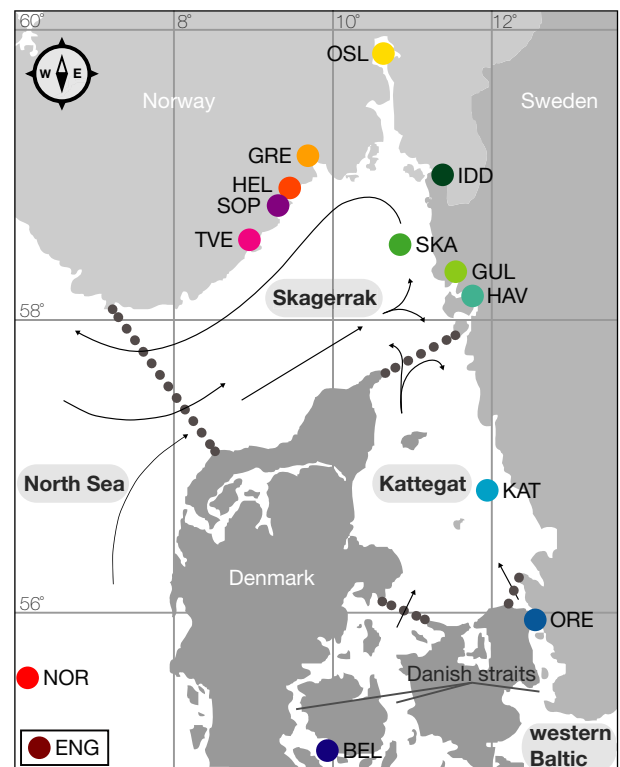 60°
8°
10°
12°
OSL
W E
Norway
Sweden
GRE
IDD
HEL
SOP
TVE
SKA
GUL
Skagerrak
HAV
58°
North Sea
Kattegat
KAT
Denmark
56°
ORE
NOR
Danish straits
ENG
BEL
western
Baltic